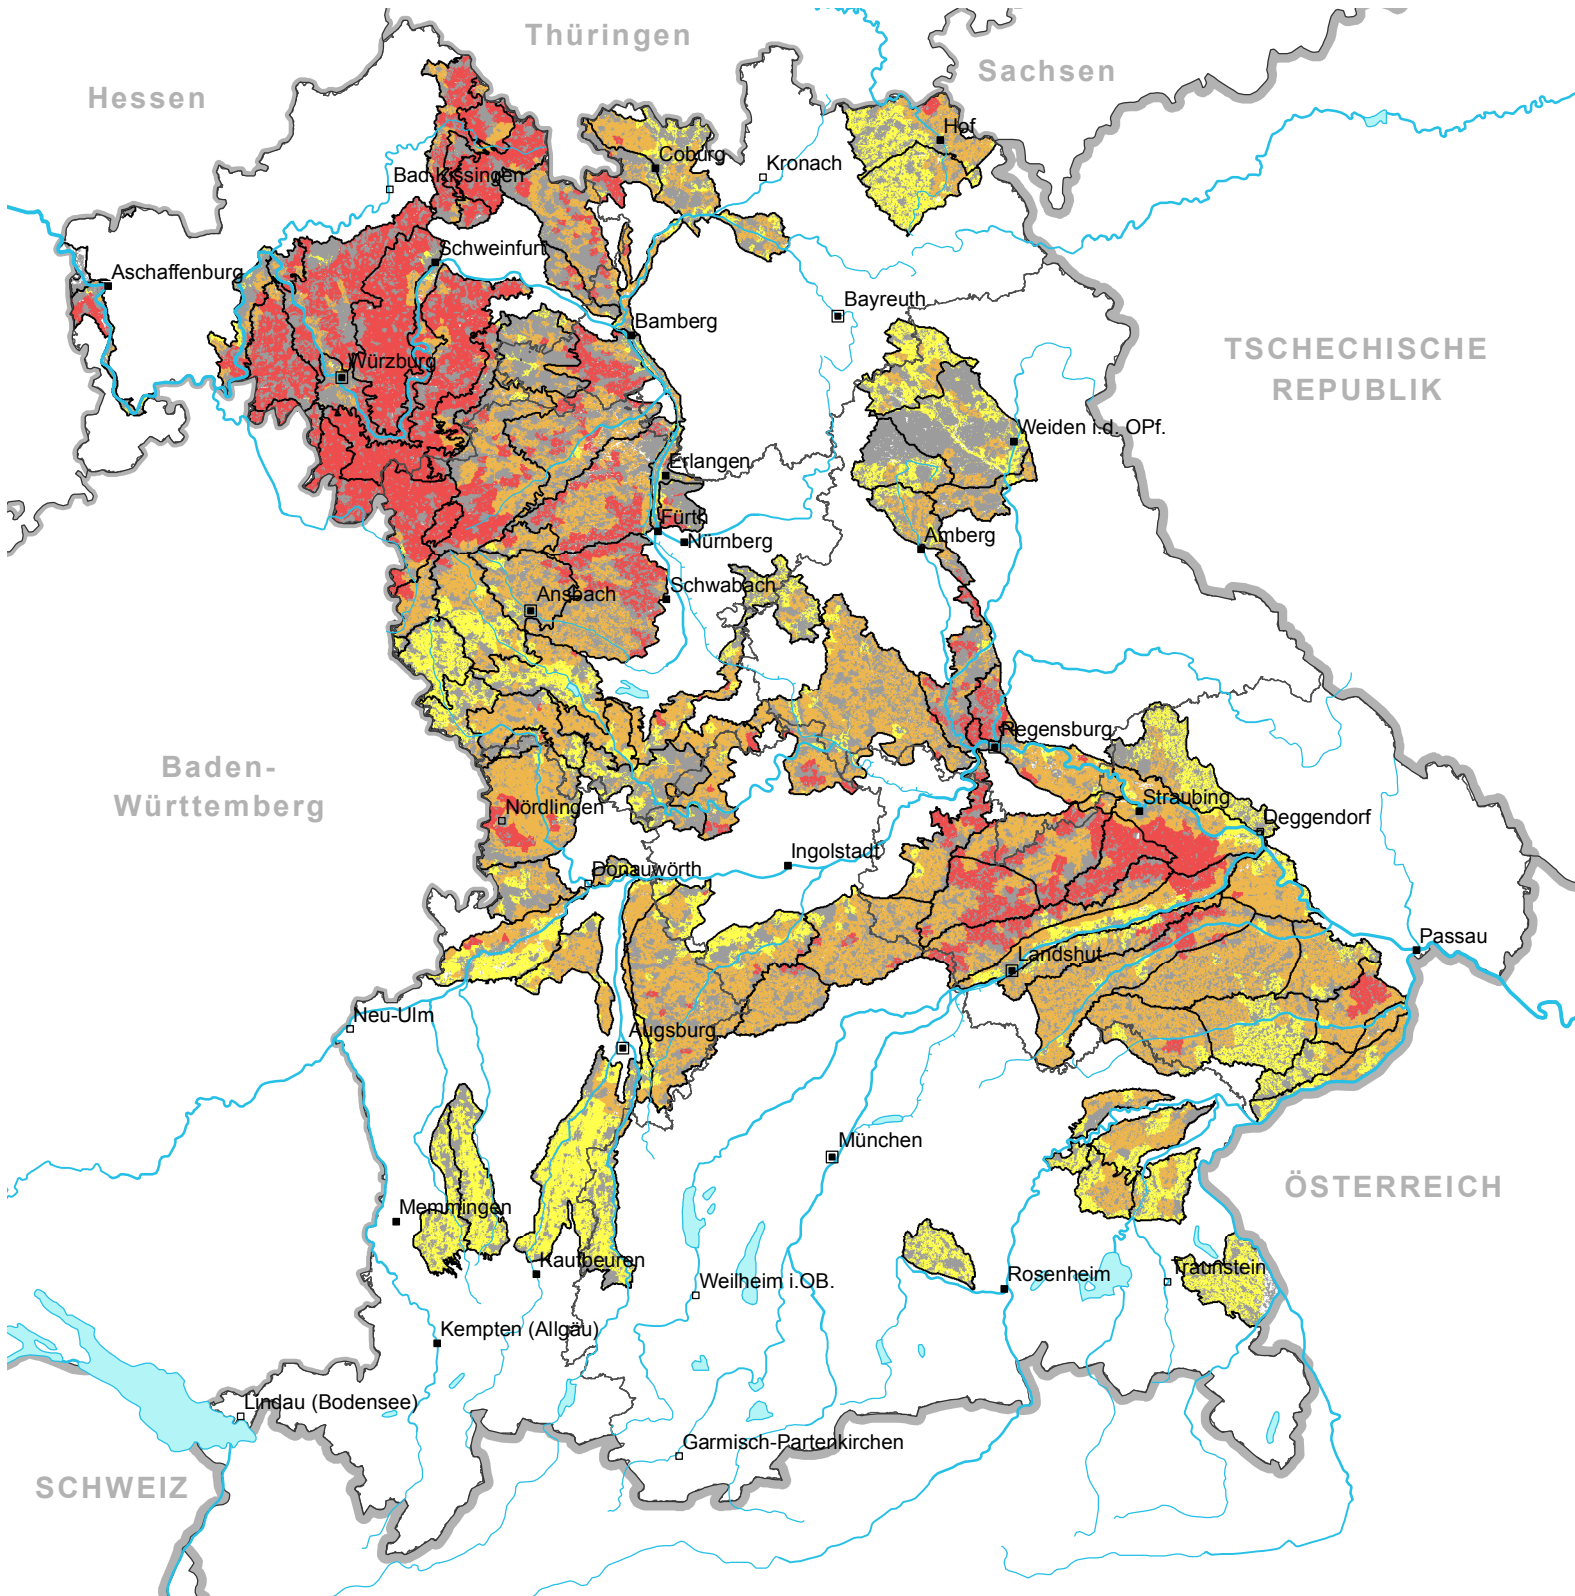 Thüringen
Sachsen
Hessen
Hof
Coburg
Kronach
Bad Kissingen
Schweinfurt
Aschaffenburg
Bayreuth
Bamberg
TSCHECHISCHE
REPUBLIK
Würzburg
Weiden i.d. OPf.
Erlangen
Fürth
Nürnberg
Amberg
Schwabach
Ansbach
Regensburg
Baden-
Württemberg
Nördlingen
Straubing
Deggendorf
Ingolstadt
Donauwörth
Passau
Landshut
Neu-Ulm
Augsburg
München
ÖSTERREICH
Memmingen
Kaufbeuren
Weilheim i.OB.
Rosenheim
Traunstein
Kempten (Allgäu)
Lindau (Bodensee)
Garmisch-Partenkirchen
SCHWEIZ